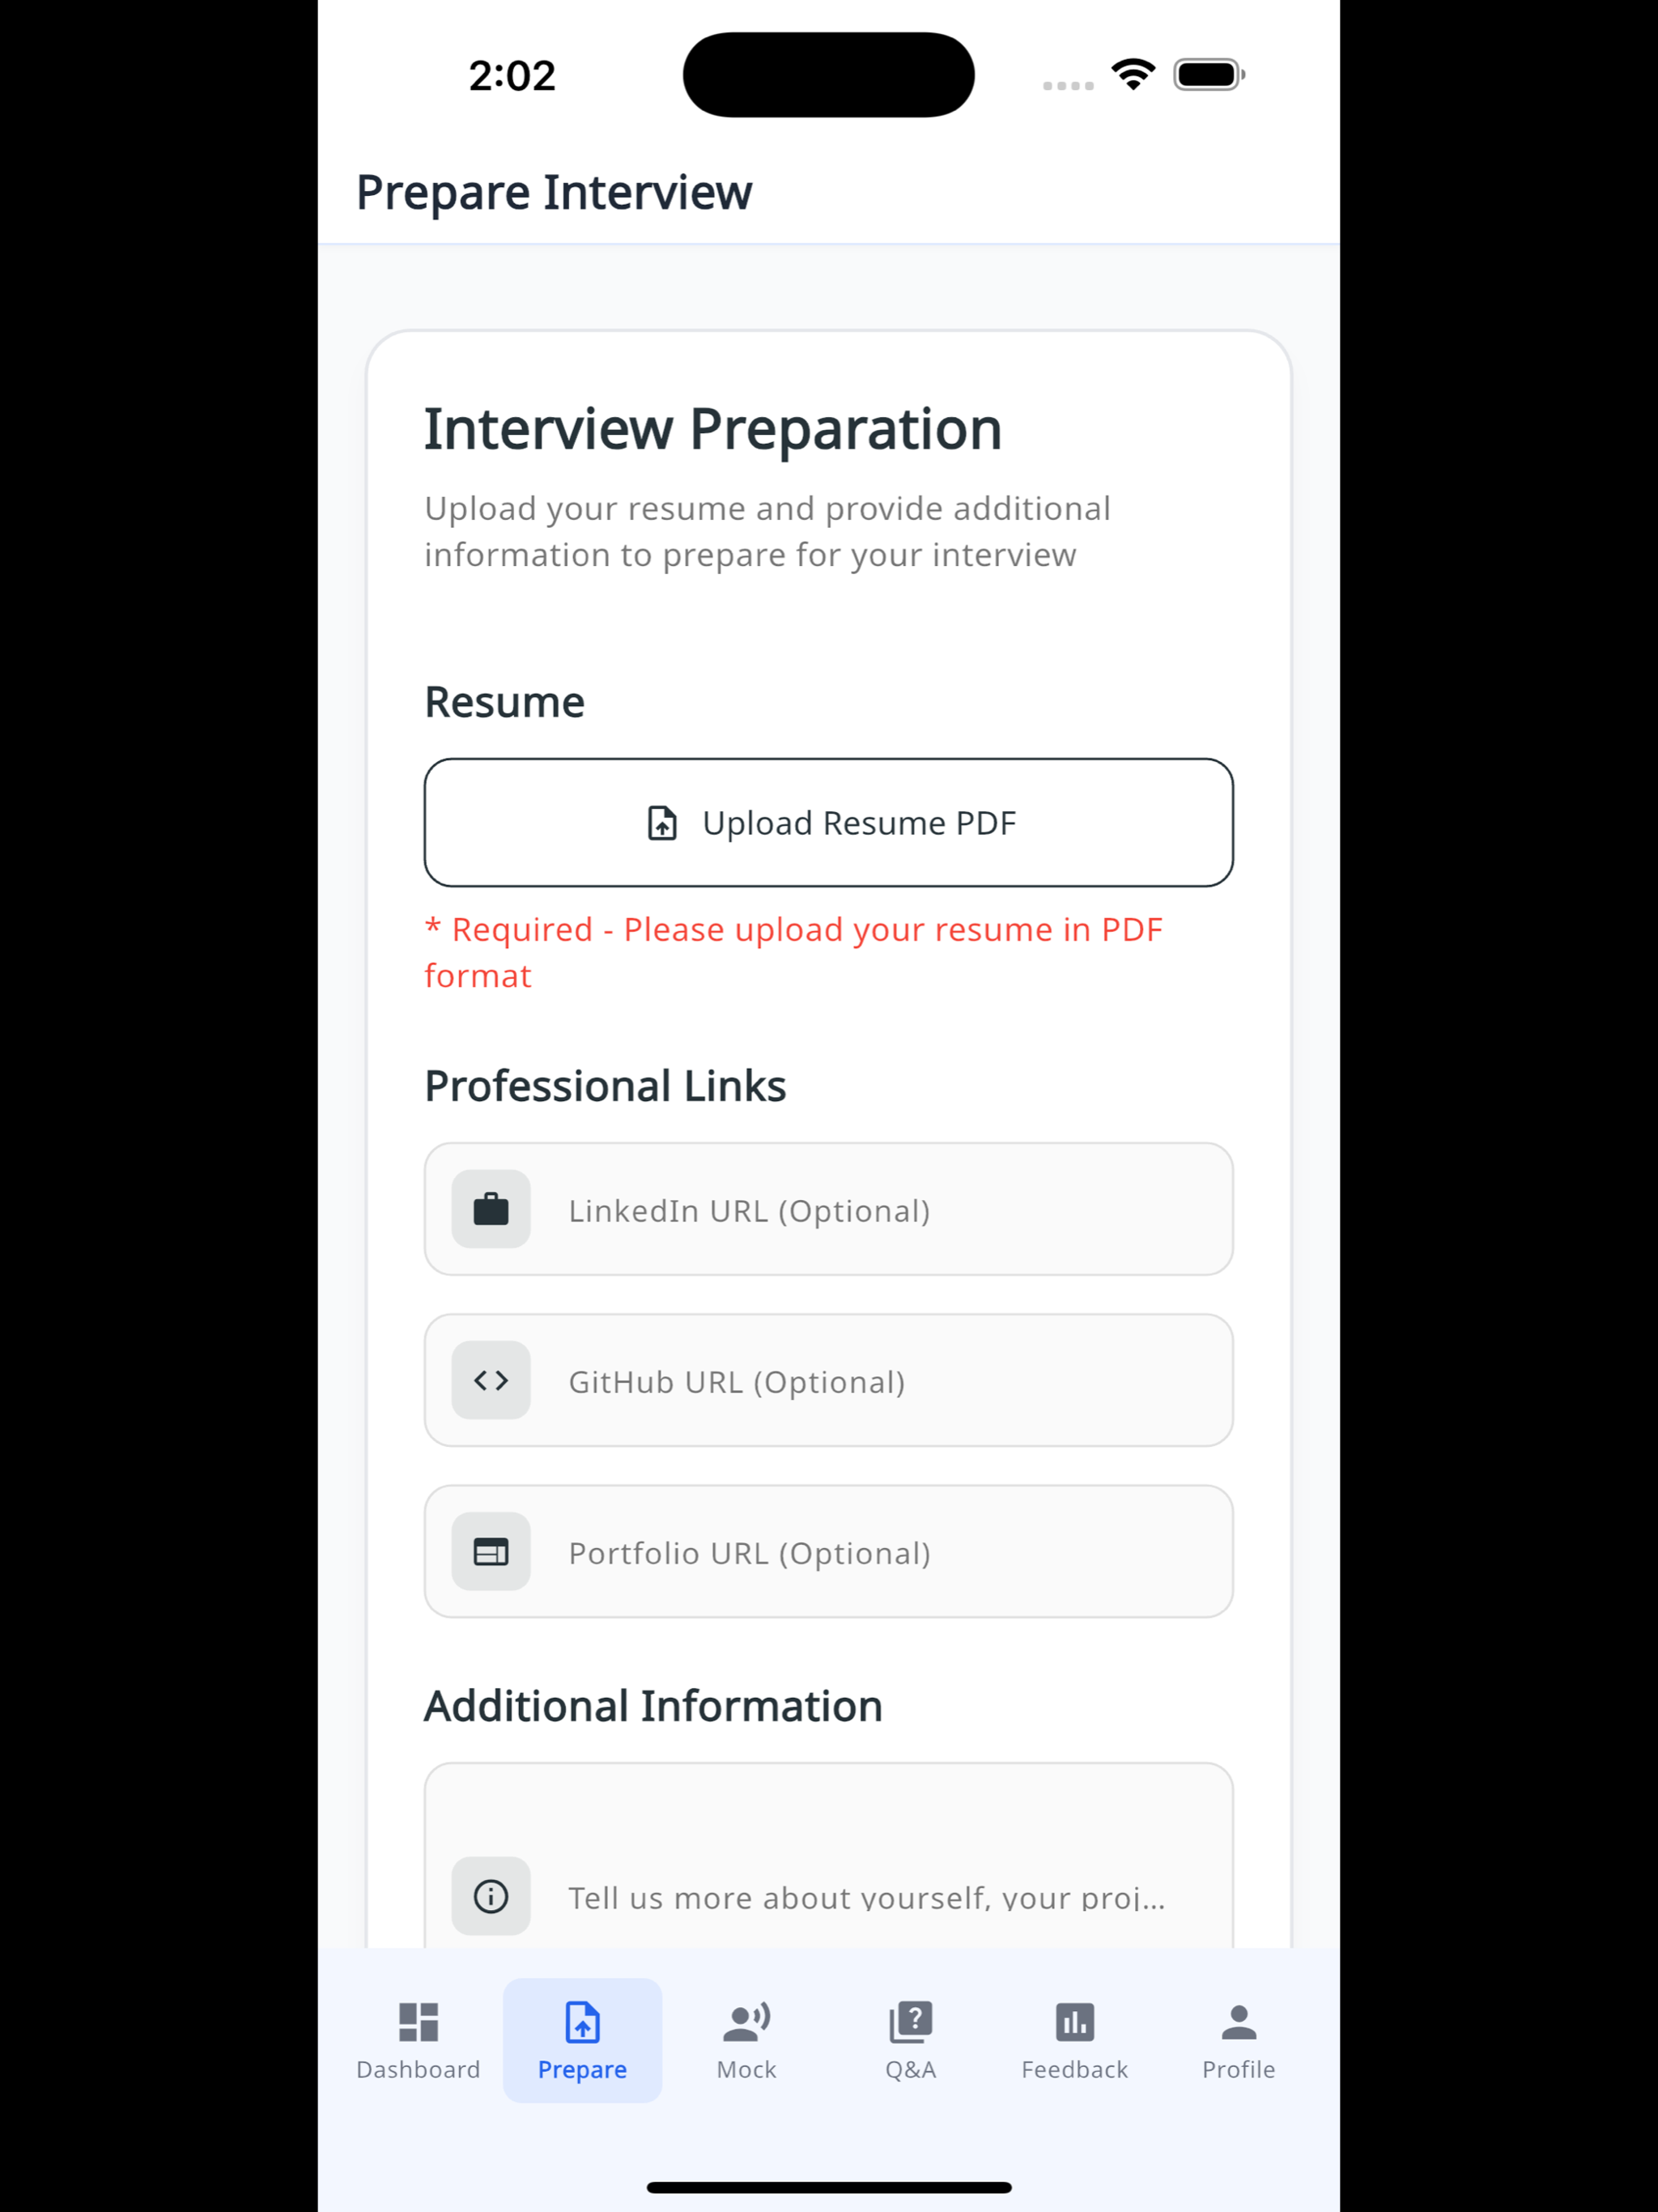 2:02
Prepare Interview
Interview Preparation
Upload your resume and provide additional
information to prepare for your interview
Resume
Upload Resume PDF
* Required - Please upload your resume in PDF
format
Professional Links
LinkedIn URL (Optional)
GitHub URL (Optional)
Portfolio URL (Optional)
Additional Information
Tell us more about yourself, your proj...
Dashboard
Prepare
Mock
Q&A
Feedback
Profile